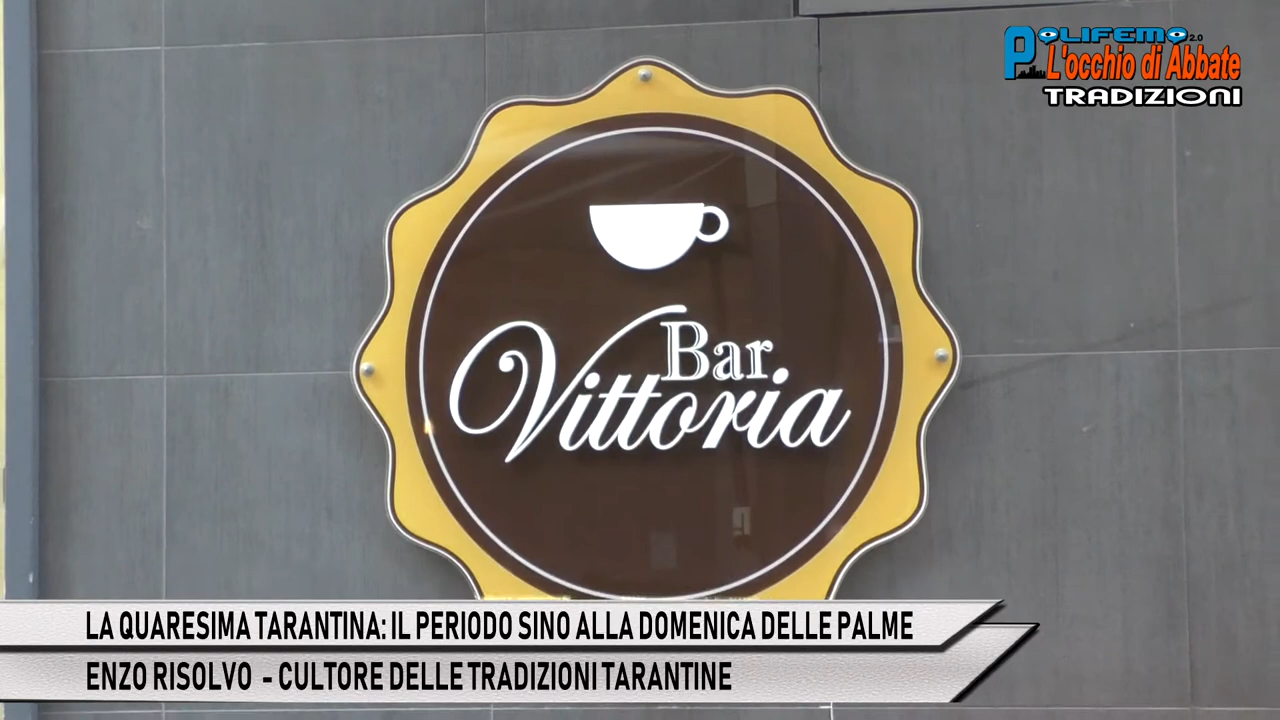 POLIFEMO 2.0
L'occhio di Abbate
TRADIZIONI
Bar
Vittoria
LA QUARESIMA TARANTINA: IL PERIODO SINO ALLA DOMENICA DELLE PALME
ENZO RISOLVO - CULTORE DELLE TRADIZIONI TARANTINE